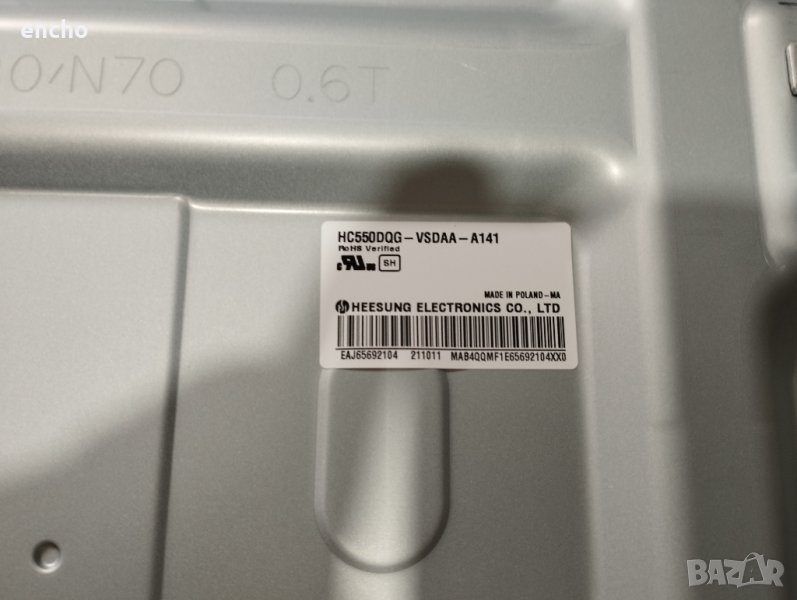 encho
0/N70 0.6T
HC550DQG-VSDAA-A141
RoHS Verified
SH
MADE IN POLAND-MA
HEESUNG ELECTRONICS CO., LTD
EAJ65692104 211011 MAB4QQMF1E65692104XX0
BAZAR